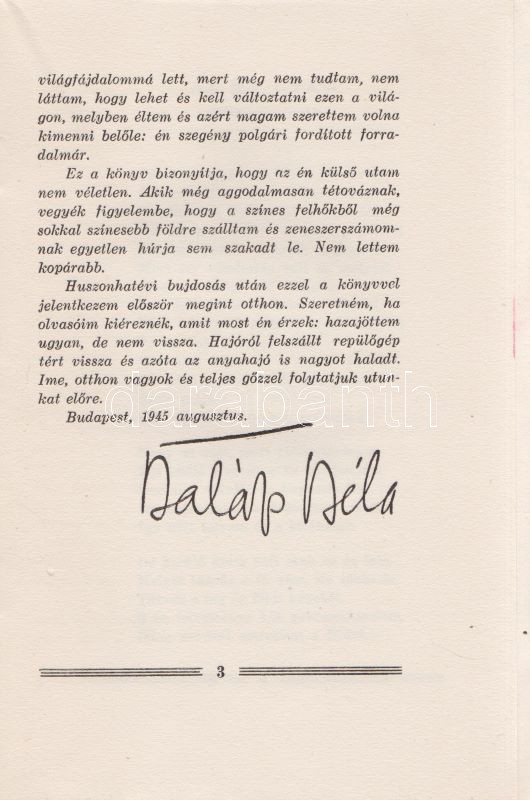 világfájdalommá lett, mert még nem tudtam, nem
láttam, hogy lehet és kell változtatni ezen a vilá-
gon, melyben éltem és azért magam szerettem volna
kimenni belőle: én szegény polgári fordított forra-
dalmár.
Ez a könyv bizonyítja, hogy az én külső utam
nem véletlen. Akik még aggodalmasan tétováznak,
vegyék figyelembe, hogy a színes felhőkből még
sokkal színesebb földre szálltam és zeneszerszámom-
nak egyetlen húrja sem szakadt le. Nem lettem
kopárabb.
Huszonhatévi bujdosás után ezzel a könyvvel
jelentkezem először megint otthon. Szeretném, ha
olvasóim kiéreznék, amit most én érzek: hazajöttem
ugyan, de nem vissza. Hajóról felszállt repülőgép
tért vissza és azóta az anyahajó is nagyot haladt.
Ime, otthon vagyok és teljes gőzzel folytatjuk utun-
kat előre.
Budapest, 1945 augusztus.
Balázs Béla
3
darabanth